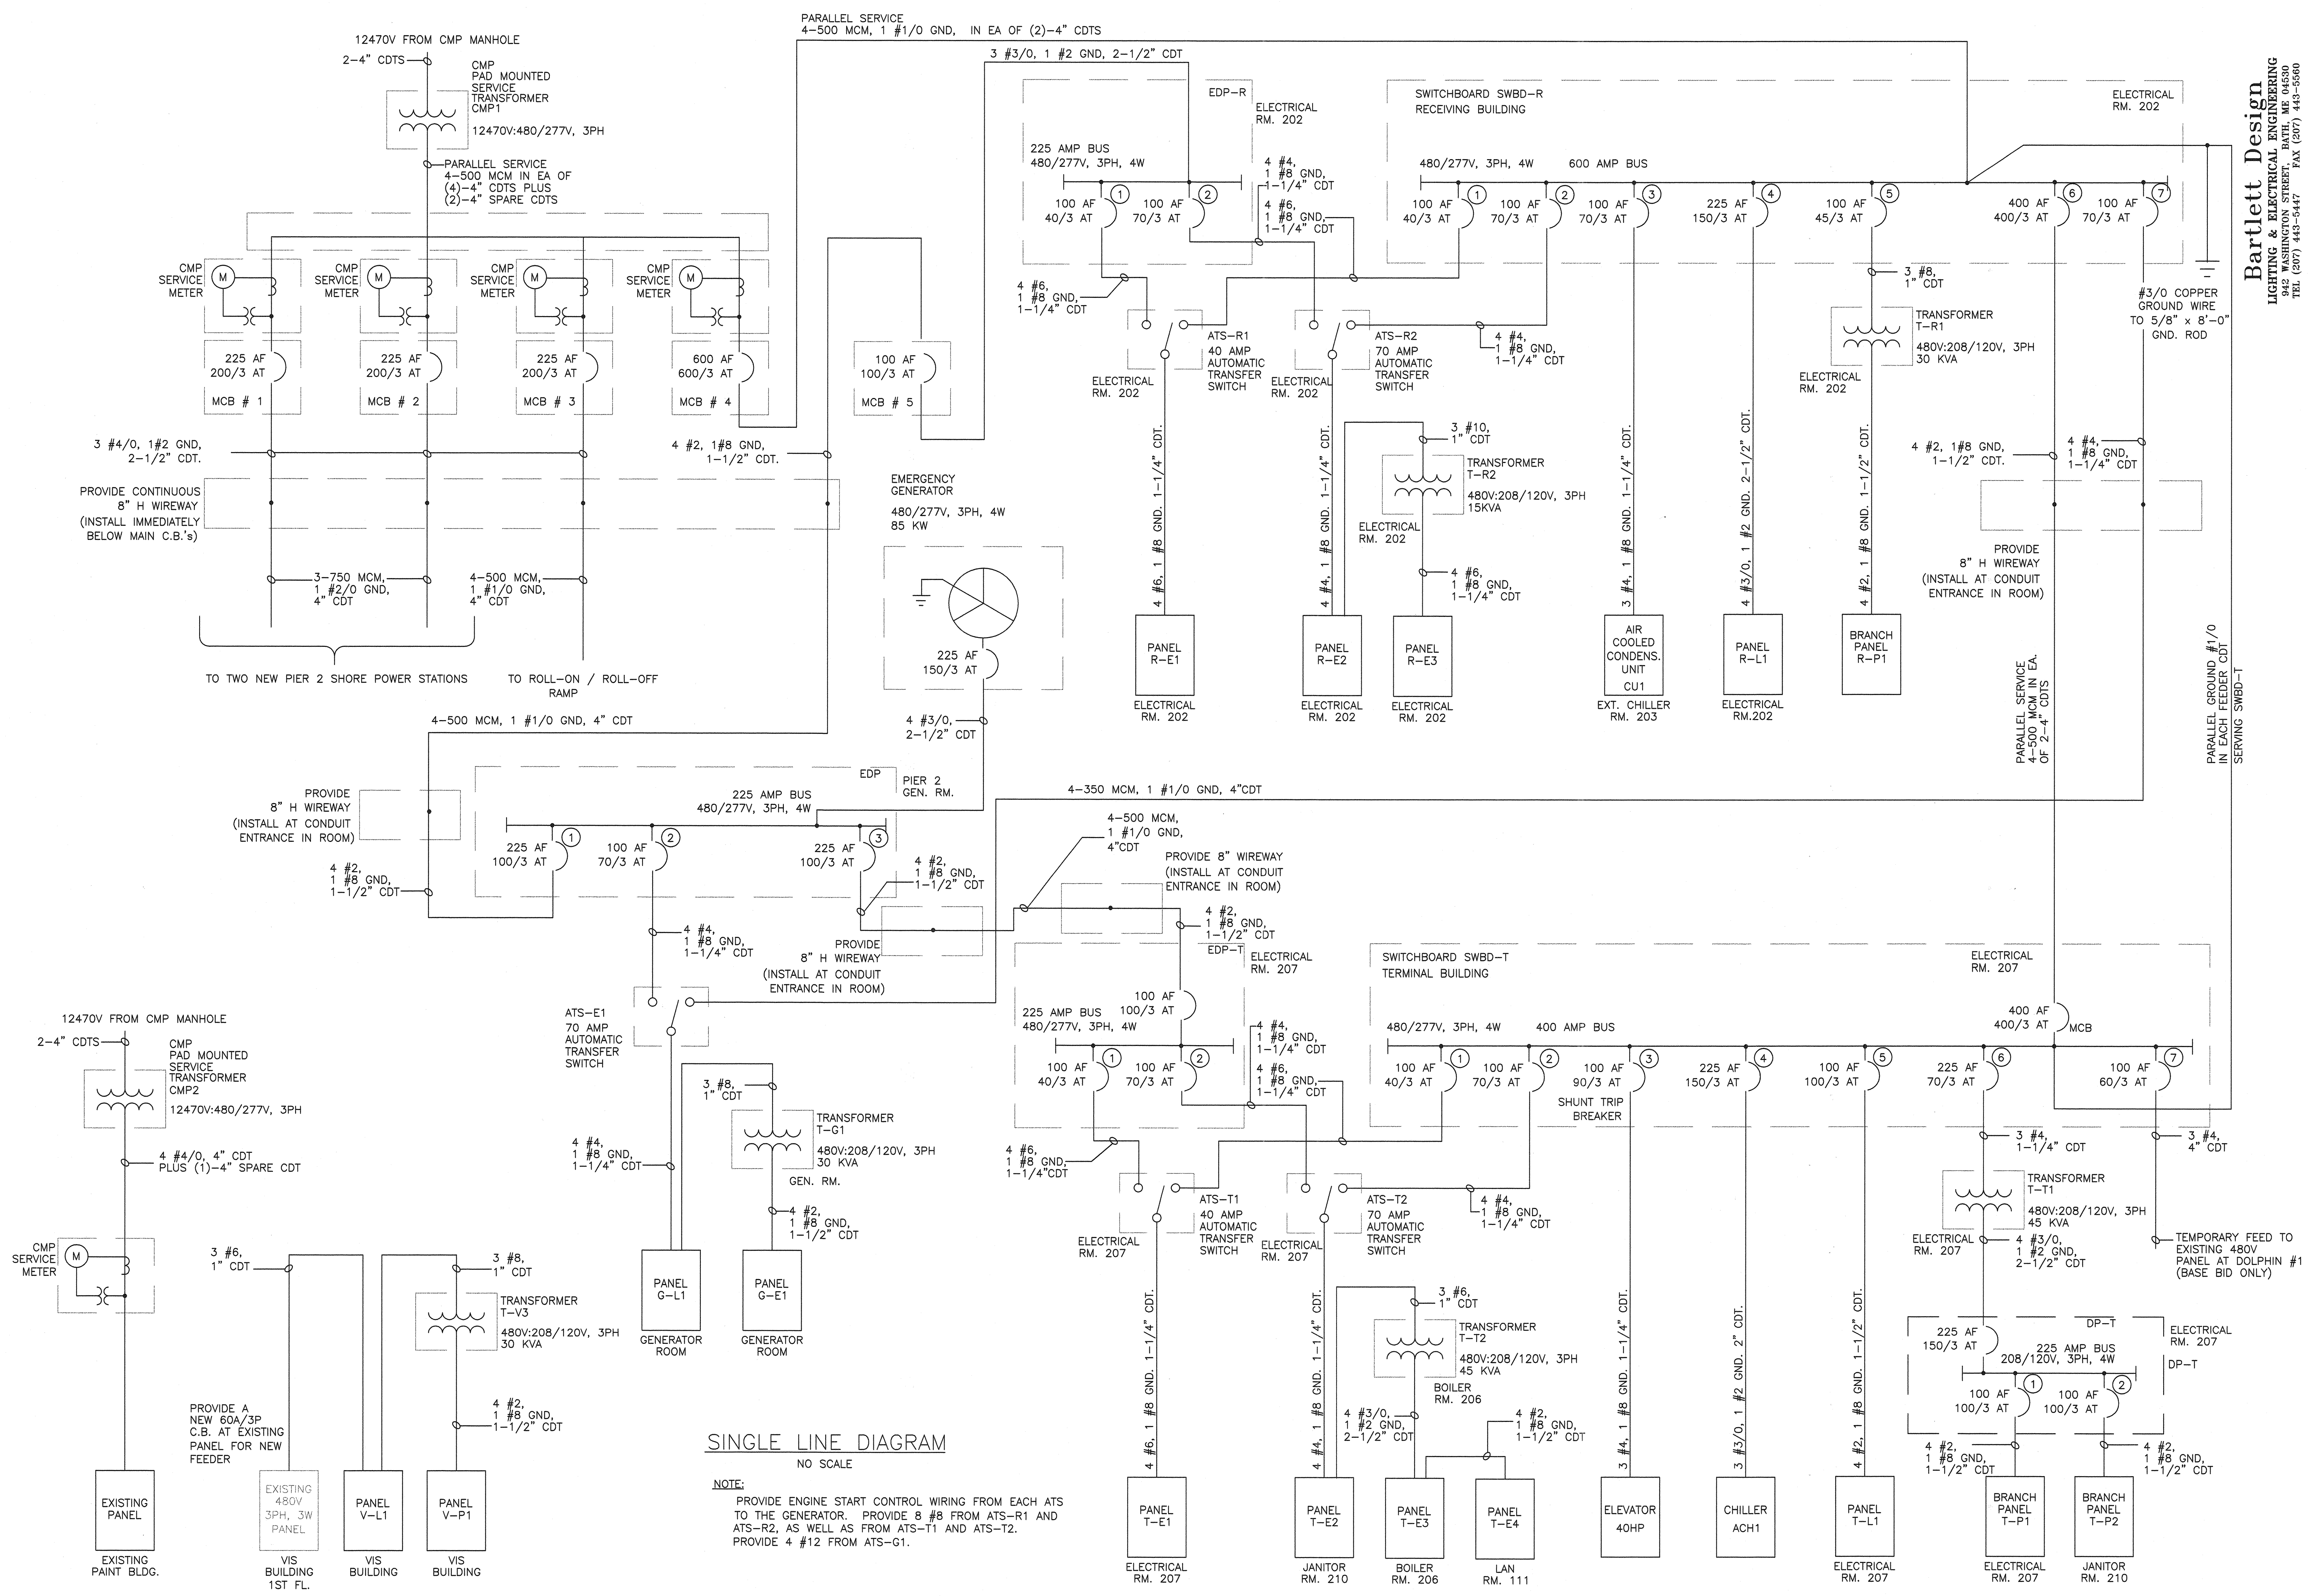 PARALLEL SERVICE
4-500 MCM, 1 #1/0 GND, IN EA OF (2)-4" CDTS
12470V FROM CMP MANHOLE
2-4" CDTS
CMP
PAD MOUNTED
SERVICE
TRANSFORMER
CMP1
12470V:480/277V, 3PH
PARALLEL SERVICE
4-500 MCM IN EA OF
(4)-4" CDTS PLUS
(2)-4" SPARE CDTS
CMP
SERVICE
METER
M
CMP
SERVICE
METER
M
CMP
SERVICE
METER
M
CMP
SERVICE
METER
M
225 AF
200/3 AT
MCB # 1
225 AF
200/3 AT
MCB # 2
225 AF
200/3 AT
MCB # 3
600 AF
600/3 AT
MCB # 4
100 AF
100/3 AT
MCB # 5
3 #4/0, 1#2 GND,
2-1/2" CDT.
4 #2, 1#8 GND,
1-1/2" CDT.
PROVIDE CONTINUOUS
8" H WIREWAY
(INSTALL IMMEDIATELY
BELOW MAIN C.B.'s)
3-750 MCM,
1 #2/0 GND,
4" CDT
4-500 MCM,
1 #1/0 GND,
4" CDT
TO TWO NEW PIER 2 SHORE POWER STATIONS
TO ROLL-ON / ROLL-OFF
RAMP
EMERGENCY
GENERATOR
480/277V, 3PH, 4W
85 KW
225 AF
150/3 AT
4 #3/0,
2-1/2" CDT
4-500 MCM, 1 #1/0 GND, 4" CDT
3 #3/0, 1 #2 GND, 2-1/2" CDT
EDP-R
ELECTRICAL
RM. 202
225 AMP BUS
480/277V, 3PH, 4W
1
100 AF
40/3 AT
2
100 AF
70/3 AT
4 #4,
1 #8 GND,
1-1/4" CDT
4 #6,
1 #8 GND,
1-1/4" CDT
4 #6,
1 #8 GND,
1-1/4" CDT
ATS-R1
40 AMP
AUTOMATIC
TRANSFER
SWITCH
ELECTRICAL
RM. 202
ATS-R2
70 AMP
AUTOMATIC
TRANSFER
SWITCH
ELECTRICAL
RM. 202
4 #4,
1 #8 GND,
1-1/4" CDT
SWITCHBOARD SWBD-R
RECEIVING BUILDING
ELECTRICAL
RM. 202
480/277V, 3PH, 4W 600 AMP BUS
1
100 AF
40/3 AT
2
100 AF
70/3 AT
3
100 AF
70/3 AT
4
225 AF
150/3 AT
5
100 AF
45/3 AT
6
400 AF
400/3 AT
7
100 AF
70/3 AT
3 #8,
1" CDT
TRANSFORMER
T-R1
480V:208/120V, 3PH
30 KVA
ELECTRICAL
RM. 202
#3/0 COPPER
GROUND WIRE
TO 5/8" x 8'-0"
GND. ROD
3 #10,
1" CDT
TRANSFORMER
T-R2
480V:208/120V, 3PH
15KVA
ELECTRICAL
RM. 202
4 #6,
1 #8 GND,
1-1/4" CDT
4 #6, 1 #8 GND. 1-1/4" CDT.
4 #4, 1 #8 GND. 1-1/4" CDT.
3 #4, 1 #8 GND. 1-1/4" CDT.
4 #3/0, 1 #2 GND. 2-1/2" CDT.
4 #2, 1 #8 GND. 1-1/2" CDT.
4 #2, 1#8 GND,
1-1/2" CDT.
4 #4,
1 #8 GND,
1-1/4" CDT
PROVIDE
8" H WIREWAY
(INSTALL AT CONDUIT
ENTRANCE IN ROOM)
PANEL
R-E1
ELECTRICAL
RM. 202
PANEL
R-E2
ELECTRICAL
RM. 202
PANEL
R-E3
ELECTRICAL
RM. 202
AIR
COOLED
CONDENS.
UNIT
CU1
EXT. CHILLER
RM. 203
PANEL
R-L1
ELECTRICAL
RM.202
BRANCH
PANEL
R-P1
PARALLEL SERVICE
4-500 MCM IN EA.
OF 2-4" CDTS
PARALLEL GROUND #1/0
IN EACH FEEDER CDT
SERVING SWBD-T
Bartlett Design
LIGHTING & ELECTRICAL ENGINEERING
942 WASHINGTON STREET, BATH, ME 04530
TEL (207) 443-5447 FAX (207) 443-5560
EDP
PIER 2
GEN. RM.
225 AMP BUS
480/277V, 3PH, 4W
1
225 AF
100/3 AT
2
100 AF
70/3 AT
3
225 AF
100/3 AT
PROVIDE
8" H WIREWAY
(INSTALL AT CONDUIT
ENTRANCE IN ROOM)
4 #2,
1 #8 GND,
1-1/2" CDT
4 #2,
1 #8 GND,
1-1/2" CDT
4-350 MCM, 1 #1/0 GND, 4"CDT
4-500 MCM,
1 #1/0 GND,
4"CDT
PROVIDE 8" WIREWAY
(INSTALL AT CONDUIT
ENTRANCE IN ROOM)
4 #4,
1 #8 GND,
1-1/4" CDT
PROVIDE
8" H WIREWAY
(INSTALL AT CONDUIT
ENTRANCE IN ROOM)
4 #2,
1 #8 GND,
1-1/2" CDT
ATS-E1
70 AMP
AUTOMATIC
TRANSFER
SWITCH
3 #8,
1" CDT
TRANSFORMER
T-G1
480V:208/120V, 3PH
30 KVA
GEN. RM.
4 #4,
1 #8 GND,
1-1/4" CDT
4 #2,
1 #8 GND,
1-1/2" CDT
PANEL
G-L1
GENERATOR
ROOM
PANEL
G-E1
GENERATOR
ROOM
EDP-T
ELECTRICAL
RM. 207
100 AF
100/3 AT
225 AMP BUS
480/277V, 3PH, 4W
1
100 AF
40/3 AT
2
100 AF
70/3 AT
4 #4,
1 #8 GND,
1-1/4" CDT
4 #6,
1 #8 GND,
1-1/4" CDT
4 #6,
1 #8 GND,
1-1/4"CDT
ATS-T1
40 AMP
AUTOMATIC
TRANSFER
SWITCH
ELECTRICAL
RM. 207
ATS-T2
70 AMP
AUTOMATIC
TRANSFER
SWITCH
ELECTRICAL
RM. 207
4 #4,
1 #8 GND,
1-1/4" CDT
SWITCHBOARD SWBD-T
TERMINAL BUILDING
ELECTRICAL
RM. 207
400 AF
400/3 AT
MCB
480/277V, 3PH, 4W 400 AMP BUS
1
100 AF
40/3 AT
2
100 AF
70/3 AT
3
100 AF
90/3 AT
SHUNT TRIP
BREAKER
4
225 AF
150/3 AT
5
100 AF
100/3 AT
6
225 AF
70/3 AT
7
100 AF
60/3 AT
3 #4,
1-1/4" CDT
3 #4,
4" CDT
TRANSFORMER
T-T1
480V:208/120V, 3PH
45 KVA
ELECTRICAL
RM. 207
4 #3/0,
1 #2 GND,
2-1/2" CDT
TEMPORARY FEED TO
EXISTING 480V
PANEL AT DOLPHIN #1
(BASE BID ONLY)
DP-T
ELECTRICAL
RM. 207
DP-T
225 AF
150/3 AT
225 AMP BUS
208/120V, 3PH, 4W
1
100 AF
100/3 AT
2
100 AF
100/3 AT
4 #2,
1 #8 GND,
1-1/2" CDT
4 #2,
1 #8 GND,
1-1/2" CDT
3 #6,
1" CDT
TRANSFORMER
T-T2
480V:208/120V, 3PH
45 KVA
BOILER
RM. 206
4 #3/0,
1 #2 GND,
2-1/2" CDT
4 #2,
1 #8 GND,
1-1/2" CDT
4 #6, 1 #8 GND. 1-1/4" CDT.
4 #4, 1 #8 GND. 1-1/4" CDT.
3 #4, 1 #8 GND. 1-1/4" CDT.
3 #3/0, 1 #2 GND. 2" CDT.
4 #2, 1 #8 GND. 1-1/2" CDT.
PANEL
T-E1
ELECTRICAL
RM. 207
PANEL
T-E2
JANITOR
RM. 210
PANEL
T-E3
BOILER
RM. 206
PANEL
T-E4
LAN
RM. 111
ELEVATOR
40HP
CHILLER
ACH1
PANEL
T-L1
ELECTRICAL
RM. 207
BRANCH
PANEL
T-P1
ELECTRICAL
RM. 207
BRANCH
PANEL
T-P2
JANITOR
RM. 210
12470V FROM CMP MANHOLE
2-4" CDTS
CMP
PAD MOUNTED
SERVICE
TRANSFORMER
CMP2
12470V:480/277V, 3PH
4 #4/0, 4" CDT
PLUS (1)-4" SPARE CDT
CMP
SERVICE
METER
M
3 #6,
1" CDT
3 #8,
1" CDT
TRANSFORMER
T-V3
480V:208/120V, 3PH
30 KVA
4 #2,
1 #8 GND,
1-1/2" CDT
PROVIDE A
NEW 60A/3P
C.B. AT EXISTING
PANEL FOR NEW
FEEDER
EXISTING
PANEL
EXISTING
PAINT BLDG.
EXISTING
480V
3PH, 3W
PANEL
VIS
BUILDING
1ST FL.
PANEL
V-L1
VIS
BUILDING
PANEL
V-P1
VIS
BUILDING
SINGLE LINE DIAGRAM
NO SCALE
NOTE:
PROVIDE ENGINE START CONTROL WIRING FROM EACH ATS
TO THE GENERATOR. PROVIDE 8 #8 FROM ATS-R1 AND
ATS-R2, AS WELL AS FROM ATS-T1 AND ATS-T2.
PROVIDE 4 #12 FROM ATS-G1.